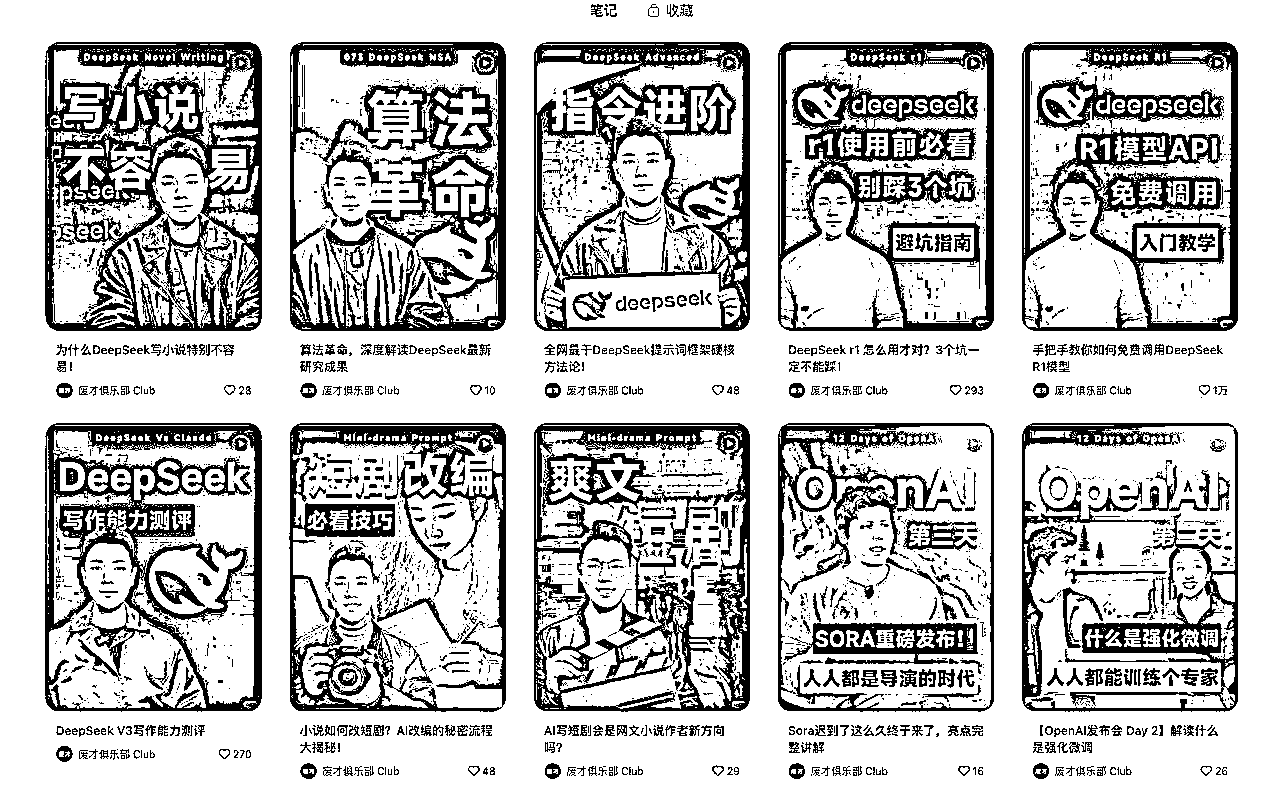 笔记
收藏
DeepSeek Novel Writing
写小说
不容易
pseek
seek
为什么DeepSeek写小说特别不容
易！
废才俱乐部 Club
28
DeepSeek NSA
算法
革命
算法革命，深度解读DeepSeek最新
研究成果
废才俱乐部 Club
10
DeepSeek Advanced
指令进阶
deepseek
全网最干DeepSeek提示词框架硬核
方法论！
废才俱乐部 Club
48
DeepSeek r1
deepseek
r1使用前必看
别踩3个坑
避坑指南
DeepSeek r1 怎么用才对？3个坑一
定不能踩！
废才俱乐部 Club
293
DeepSeek R1
deepseek
R1模型API
免费调用
入门教学
手把手教你如何免费调用DeepSeek
R1模型
废才俱乐部 Club
1万
DeepSeek Vs Claude
DeepSeek
写作能力测评
DeepSeek V3写作能力测评
废才俱乐部 Club
270
Mini-drama Prompt
短剧改编
必看技巧
小说如何改短剧？AI改编的秘密流程
大揭秘！
废才俱乐部 Club
48
Mini-drama Prompt
爽文
短剧
AI写短剧会是网文小说作者新方向
吗？
废才俱乐部 Club
29
12 Days of OpenAI
OpenAI
第三天
SORA重磅发布！！
人人都是导演的时代
Sora迟到了这么久终于来了，亮点完
整讲解
废才俱乐部 Club
16
12 Days of OpenAI
OpenAI
第二天
什么是强化微调
人人都能训练个专家
【OpenAI发布会 Day 2】解读什么
是强化微调
废才俱乐部 Club
26